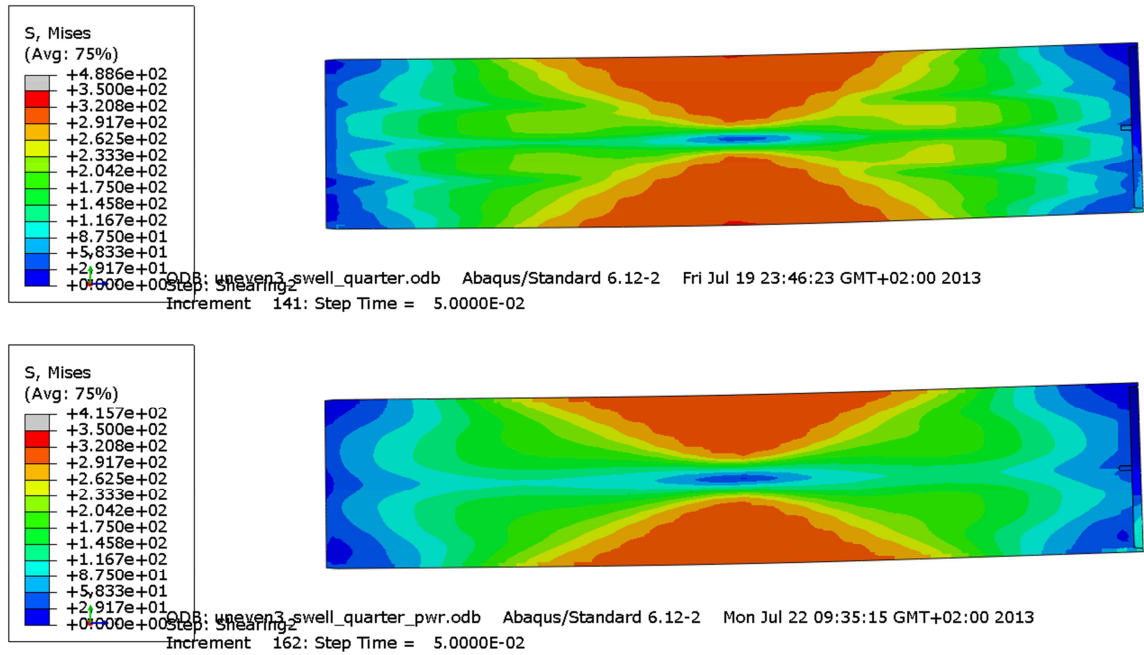 S, Mises
(Avg: 75%)
+4.886e+02
+3.500e+02
+3.208e+02
+2.917e+02
+2.625e+02
+2.333e+02
+2.042e+02
+1.750e+02
+1.458e+02
+1.167e+02
+8.750e+01
+5.833e+01
+2.917e+01
+0.000e+00
ODB: uneven3_swell_quarter.odb Abaqus/Standard 6.12-2 Fri Jul 19 23:46:23 GMT+02:00 2013
Step: Shearing2
Increment 141: Step Time = 5.0000E-02
S, Mises
(Avg: 75%)
+4.157e+02
+3.500e+02
+3.208e+02
+2.917e+02
+2.625e+02
+2.333e+02
+2.042e+02
+1.750e+02
+1.458e+02
+1.167e+02
+8.750e+01
+5.833e+01
+2.917e+01
+0.000e+00
ODB: uneven3_swell_quarter_pwr.odb Abaqus/Standard 6.12-2 Mon Jul 22 09:35:15 GMT+02:00 2013
Step: Shearing2
Increment 162: Step Time = 5.0000E-02